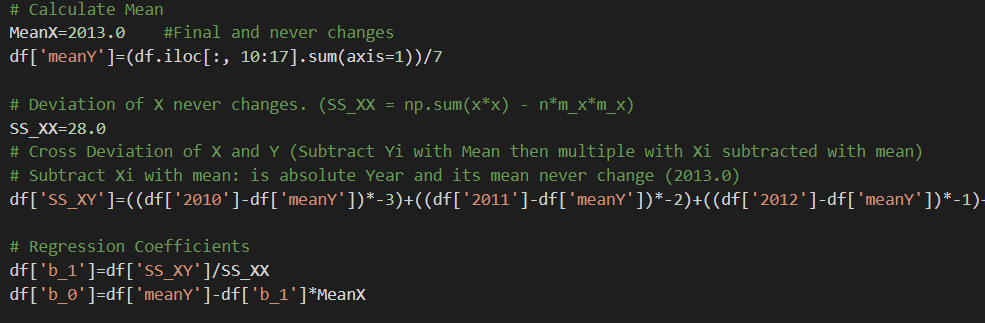 # Calculate Mean
MeanX=2013.0    #Final and never changes
df['meanY']=(df.iloc[:, 10:17].sum(axis=1))/7
# Deviation of X never changes. (SS_XX = np.sum(x*x) - n*m_x*m_x)
SS_XX=28.0
# Cross Deviation of X and Y (Subtract Yi with Mean then multiple with Xi subtracted with mean)
# Subtract Xi with mean: is absolute Year and its mean never change (2013.0)
df['SS_XY']=((df['2010']-df['meanY'])*-3)+((df['2011']-df['meanY'])*-2)+((df['2012']-df['meanY'])*-1)-
# Regression Coefficients
df['b_1']=df['SS_XY']/SS_XX
df['b_0']=df['meanY']-df['b_1']*MeanX